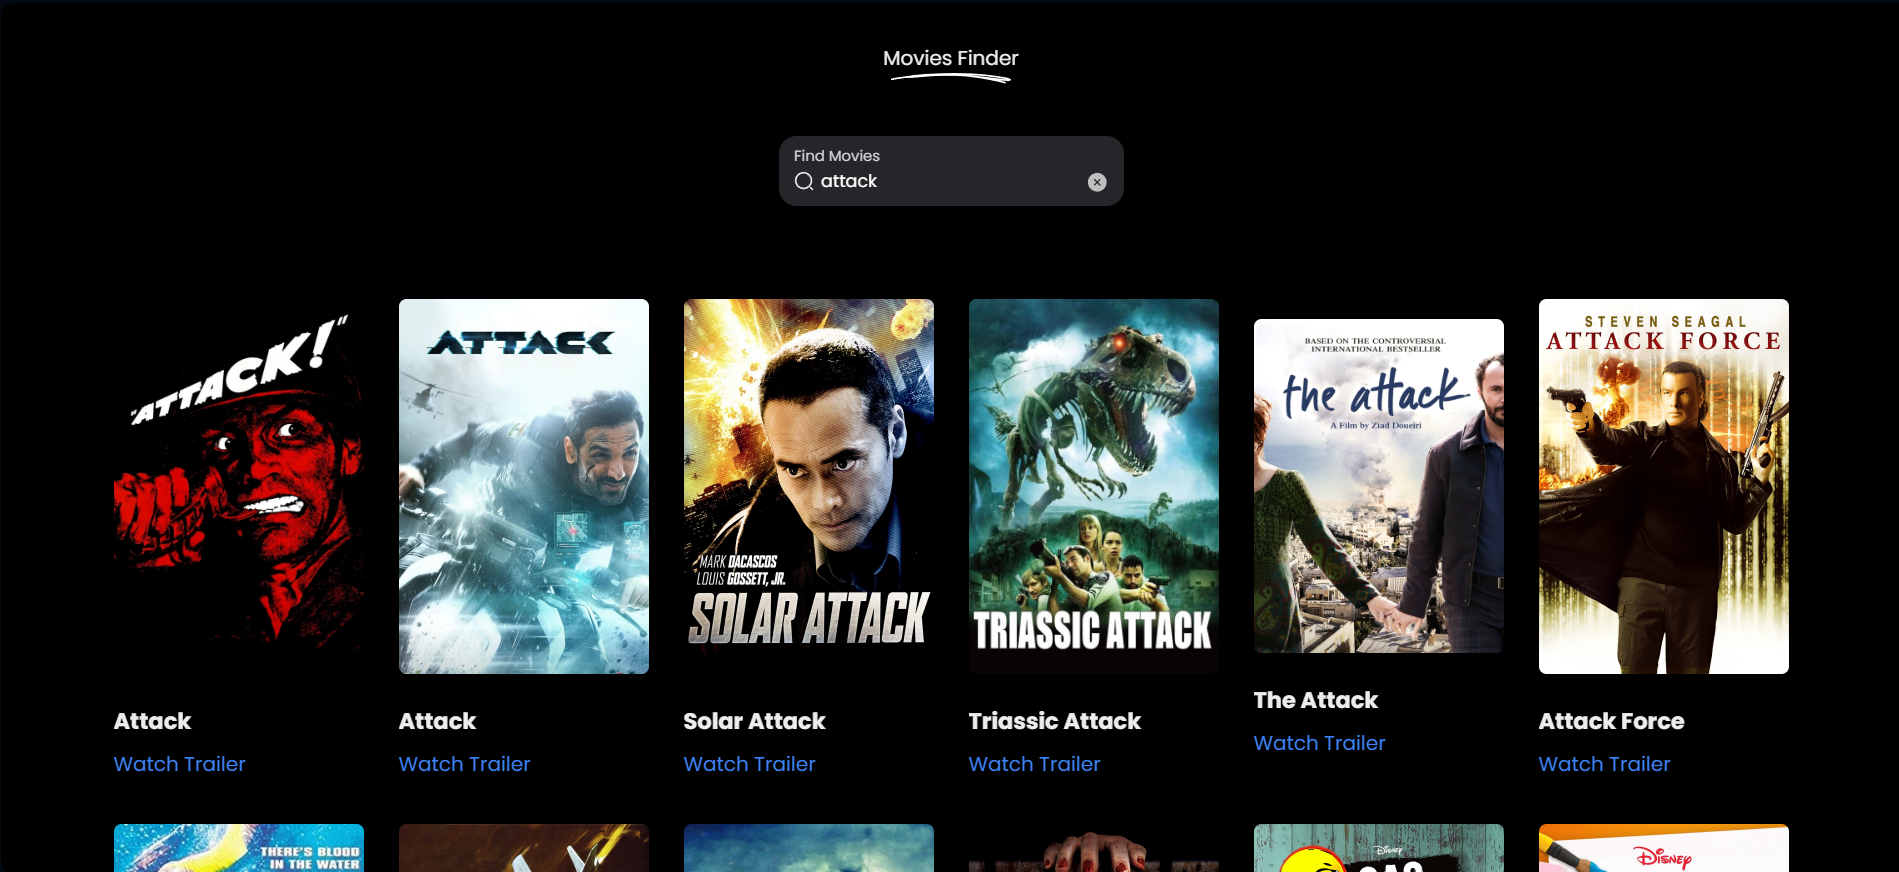 Movies Finder
Find Movies
attack
"ATTACK!"
ATTACK
MARK DACASCOS
LOUIS GOSSETT, JR.
SOLAR ATTACK
TRIASSIC ATTACK
BASED ON THE CONTROVERSIAL
INTERNATIONAL BESTSELLER
the attack
A Film by Ziad Doueiri
STEVEN SEAGAL
ATTACK FORCE
Attack
Watch Trailer
Attack
Watch Trailer
Solar Attack
Watch Trailer
Triassic Attack
Watch Trailer
The Attack
Watch Trailer
Attack Force
Watch Trailer
THERE'S BLOOD
IN THE WATER
Disney
Disney